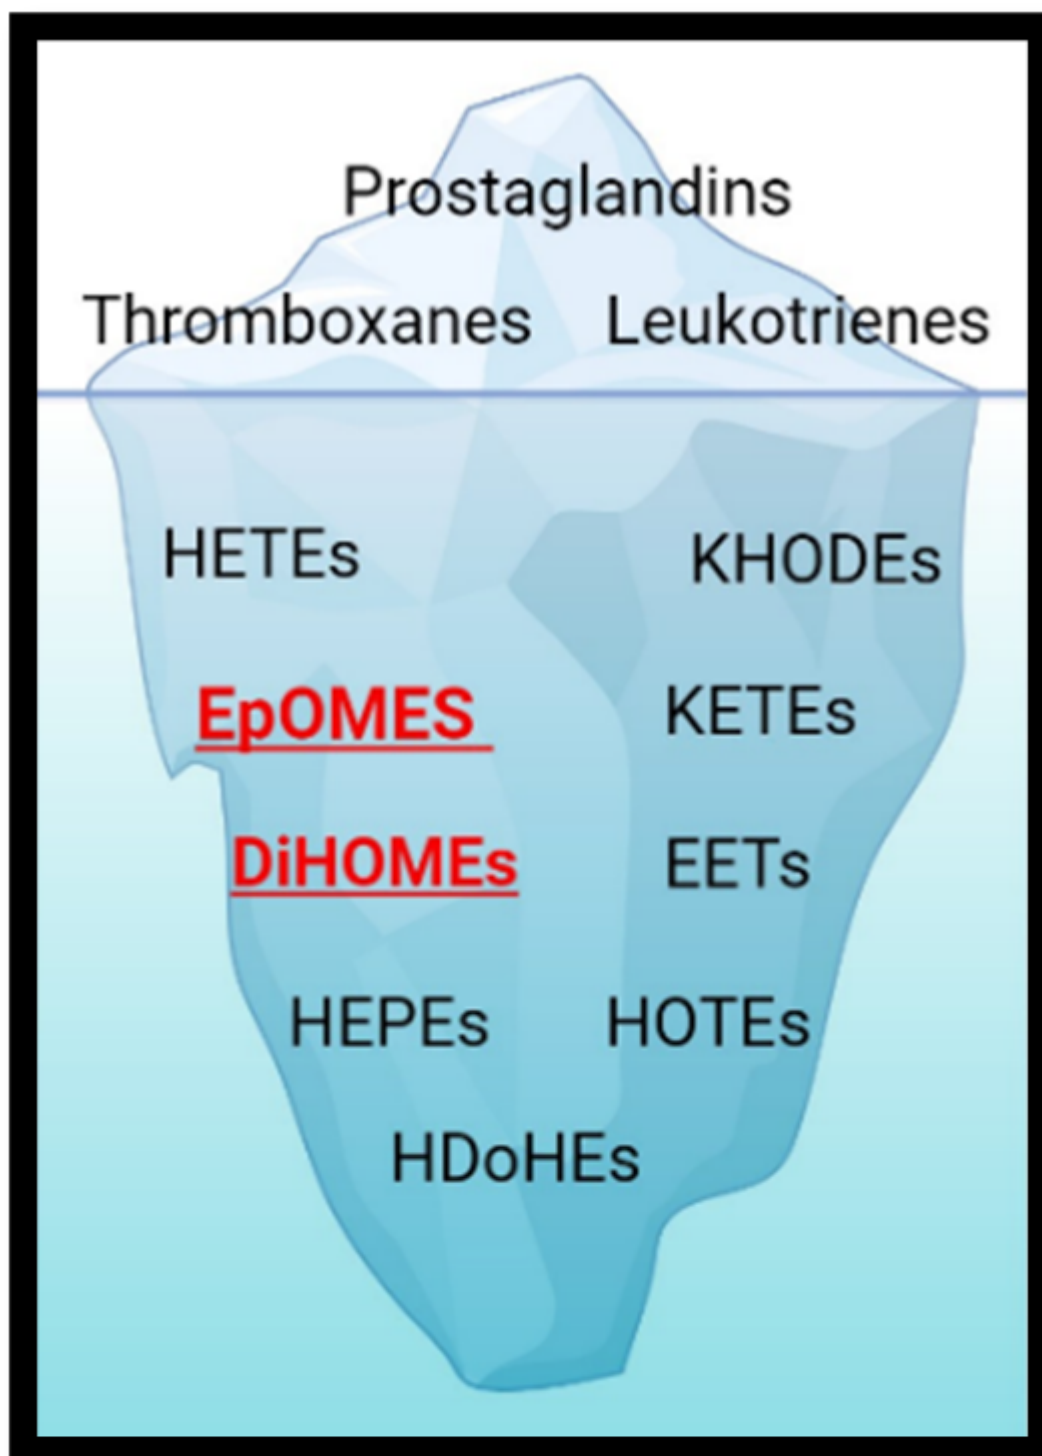 Prostaglandins
Thromboxanes Leukotrienes
HETEs KHODEs
EpOMES KETEs
DiHOMEs EETs
HEPEs HOTEs
HDoHEs